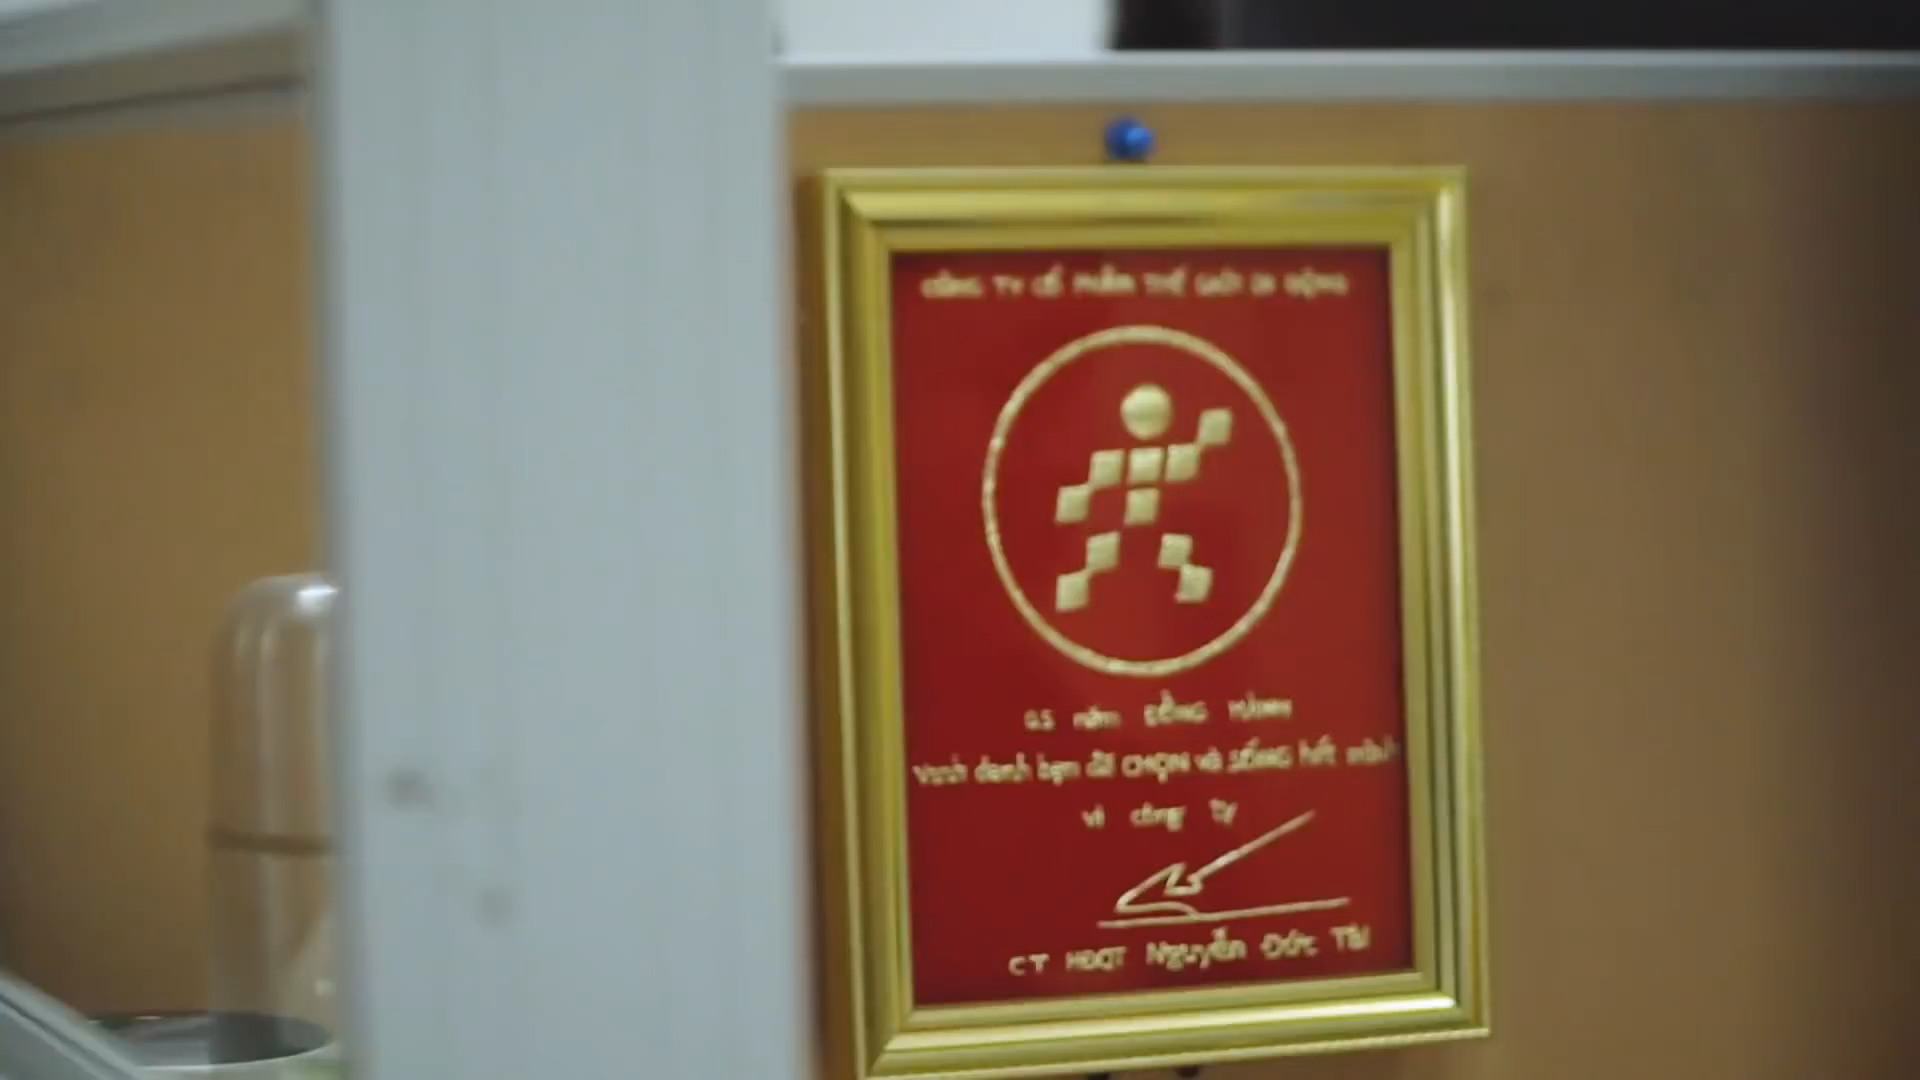 CÔNG TY CỔ PHẦN THẾ GIỚI DI ĐỘNG
05 năm ĐỒNG HÀNH
Vinh danh bạn đã CHỌN và SỐNG hết mình
vì công ty
CT HĐQT Nguyễn Đức Tài